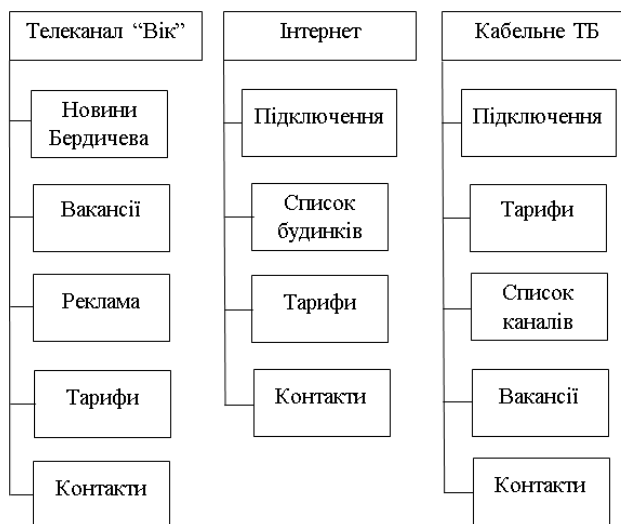 Телеканал “Вік”
Новини
Бердичева
Вакансії
Реклама
Тарифи
Контакти
Інтернет
Підключення
Список
будинків
Тарифи
Контакти
Кабельне ТБ
Підключення
Тарифи
Список
каналів
Вакансії
Контакти